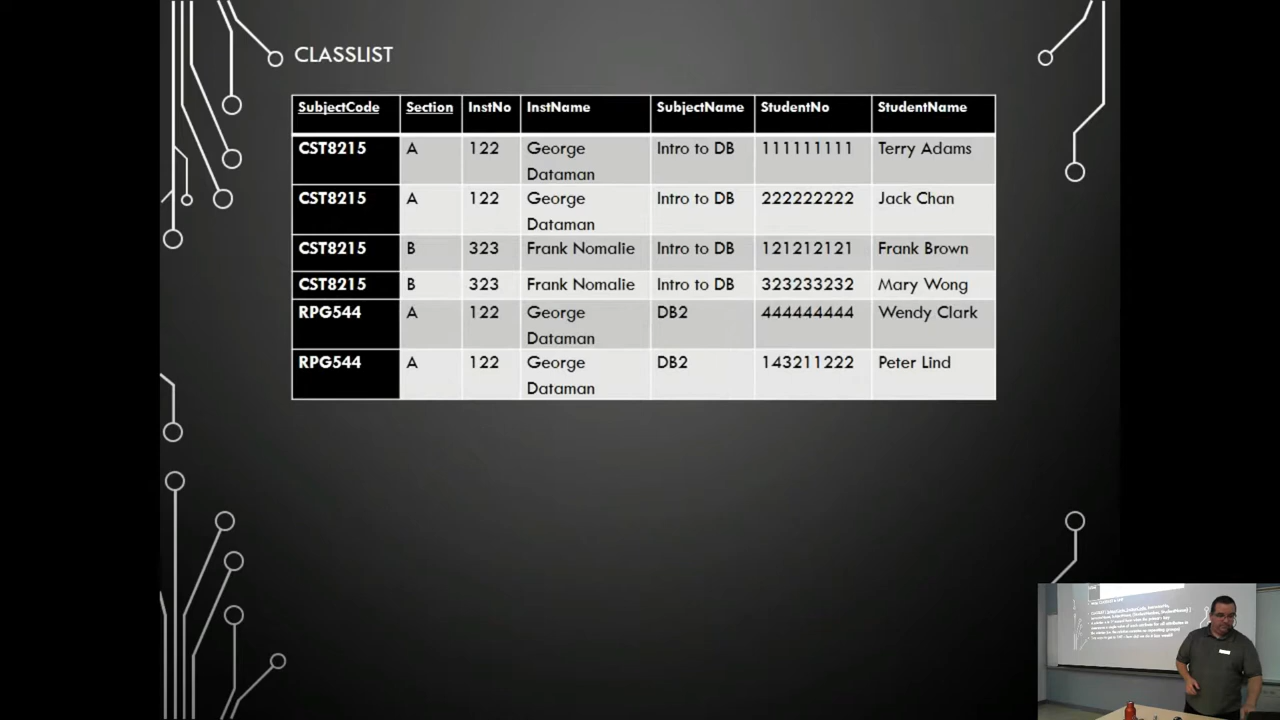 CLASSLIST
SubjectCode Section InstNo InstName SubjectName StudentNo StudentName
CST8215 A 122 George Dataman Intro to DB 111111111 Terry Adams
CST8215 A 122 George Dataman Intro to DB 222222222 Jack Chan
CST8215 B 323 Frank Nomalie Intro to DB 121212121 Frank Brown
CST8215 B 323 Frank Nomalie Intro to DB 323233232 Mary Wong
RPG544 A 122 George Dataman DB2 444444444 Wendy Clark
RPG544 A 122 George Dataman DB2 143211222 Peter Lind